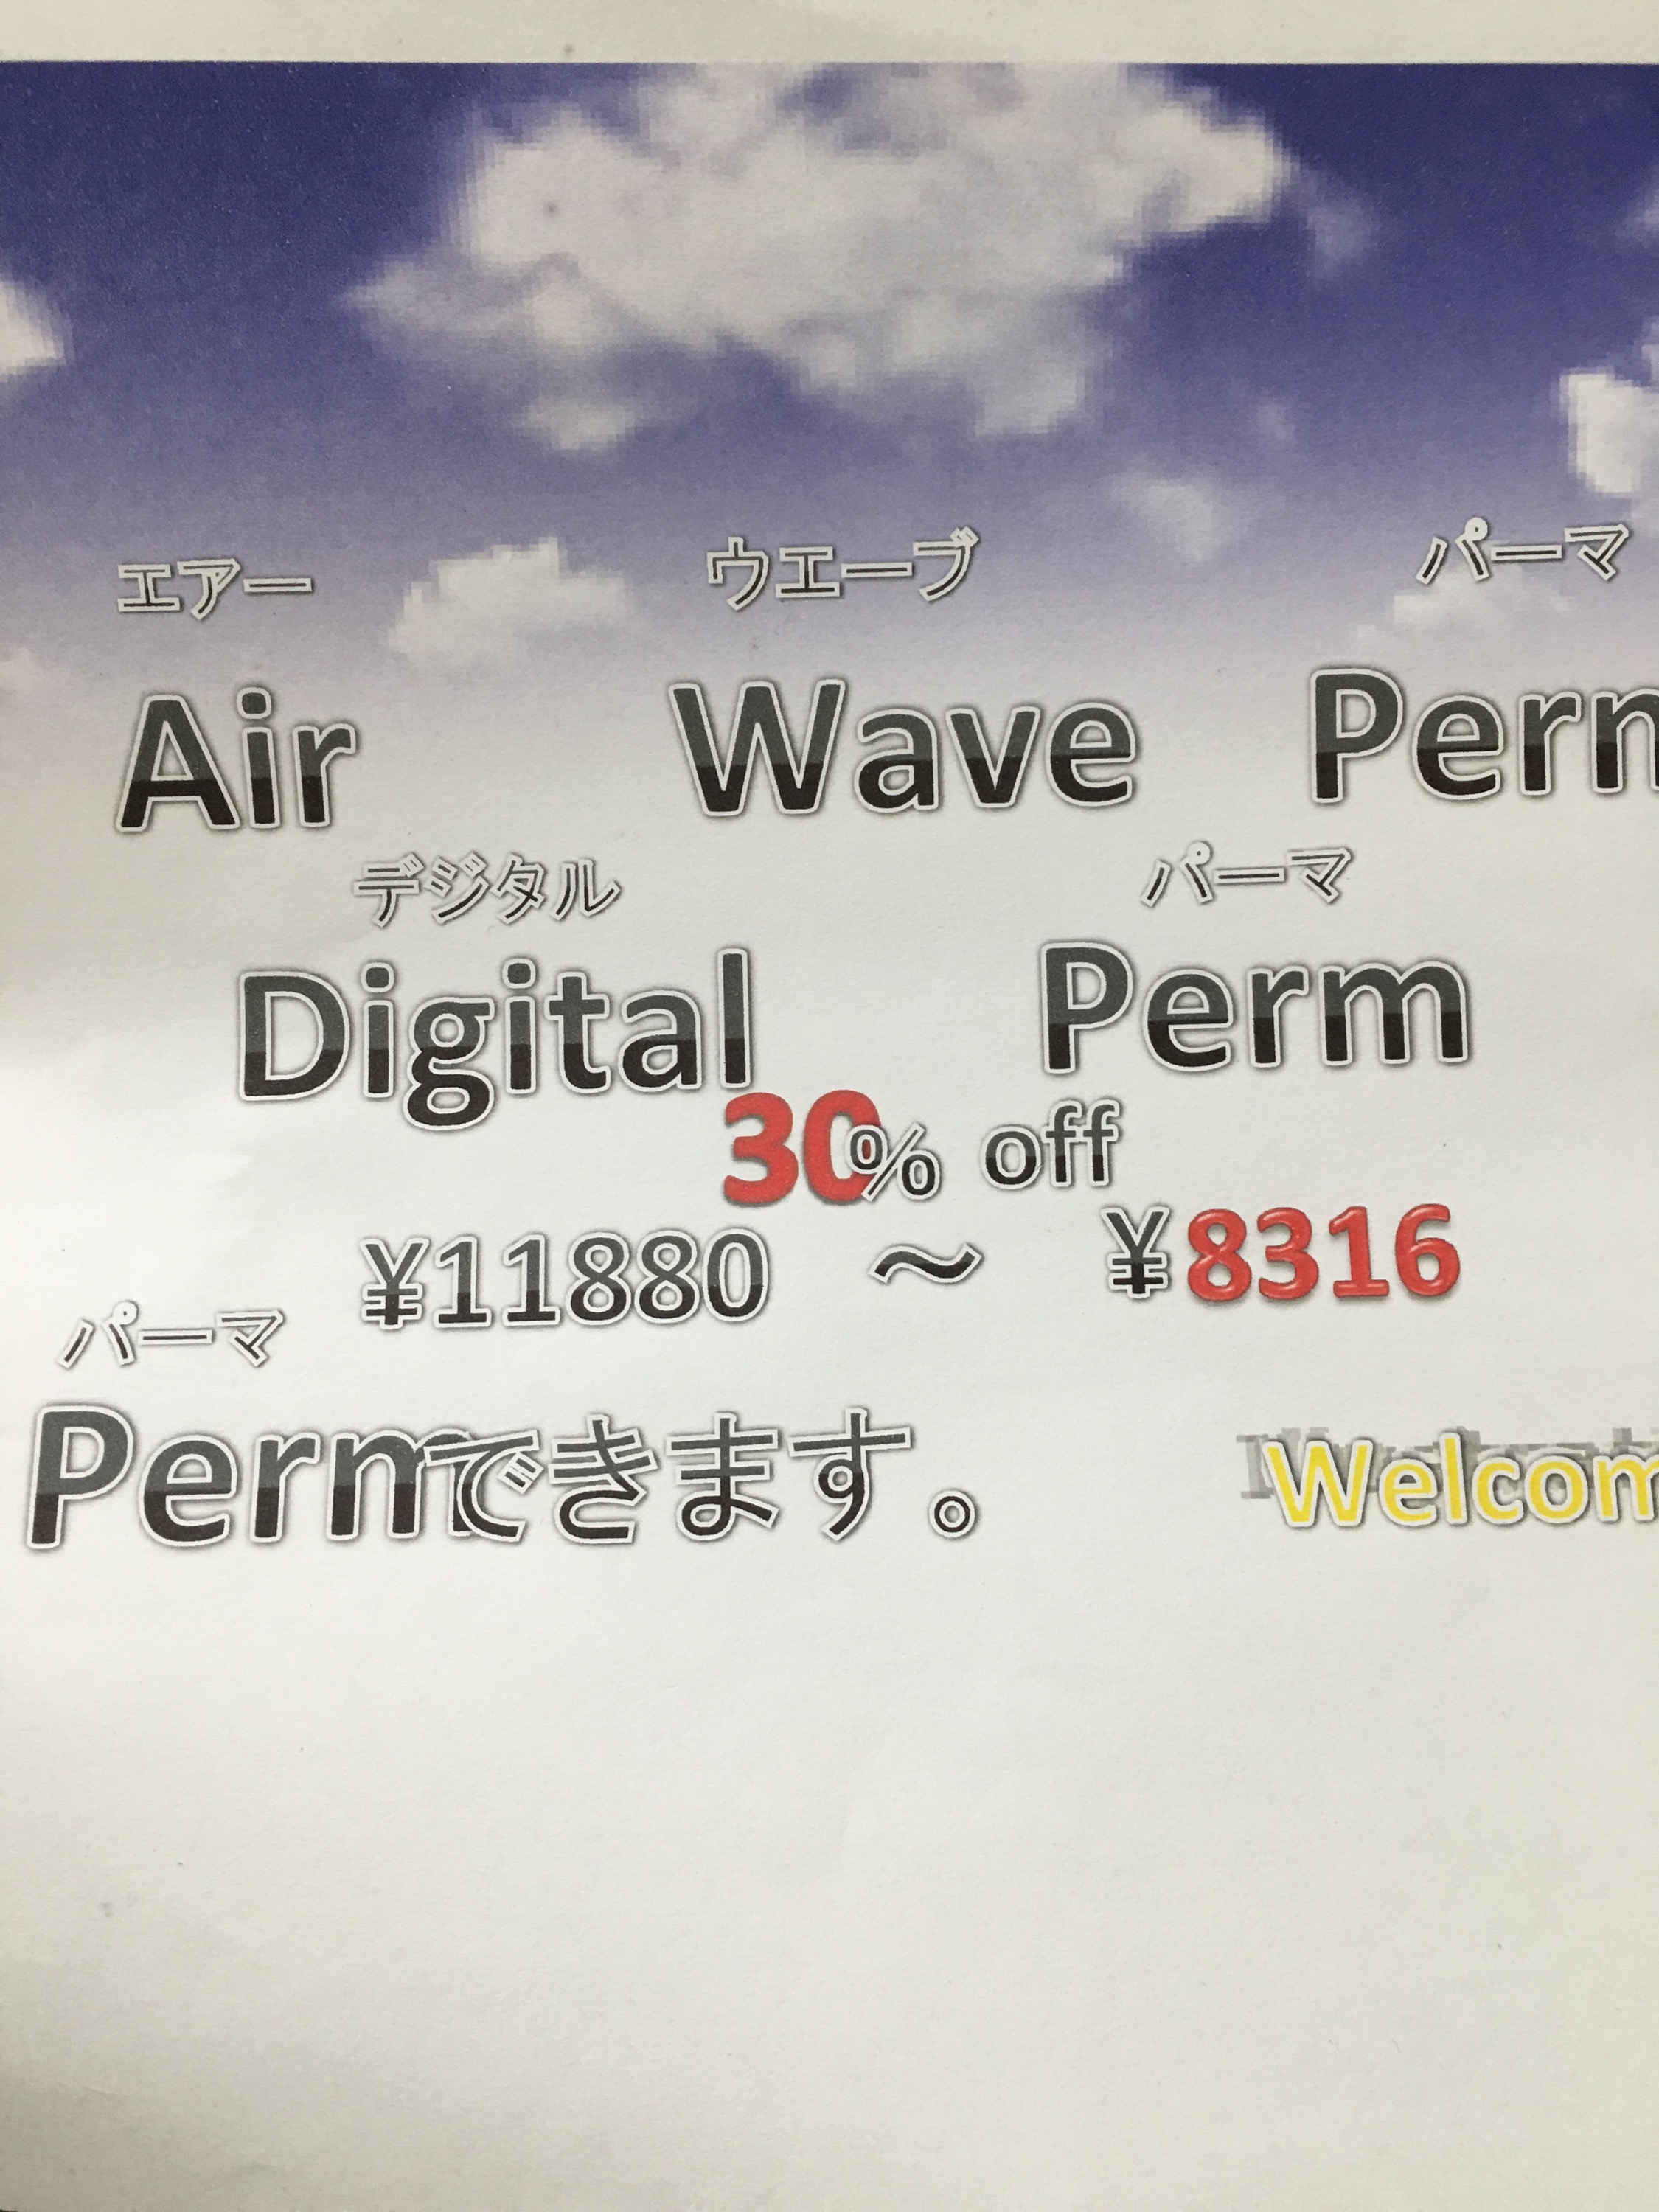 エアー ウエーブ パーマ
Air Wave Perm
デジタル パーマ
Digital Perm
30% off
¥11880 ～ ¥8316
パーマ
Permできます。 Welcom